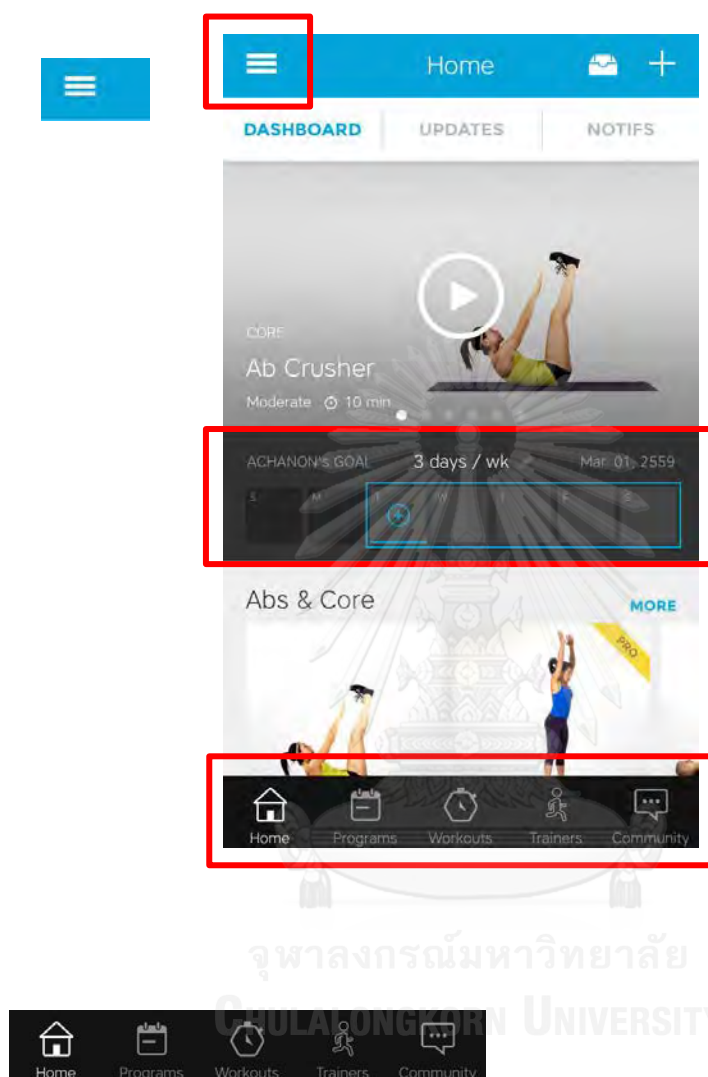 Home
DASHBOARD UPDATES NOTIFS
CORE
Ab Crusher
Moderate 10 min
ACHANON's GOAL 3 days / wk Mar. 01, 2559
S M T W T F S
Abs & Core MORE
PRO
Home Programs Workouts Trainers Community
จุฬาลงกรณ์มหาวิทยาลัย
CHULALONGKORN UNIVERSITY
Home Programs Workouts Trainers Community